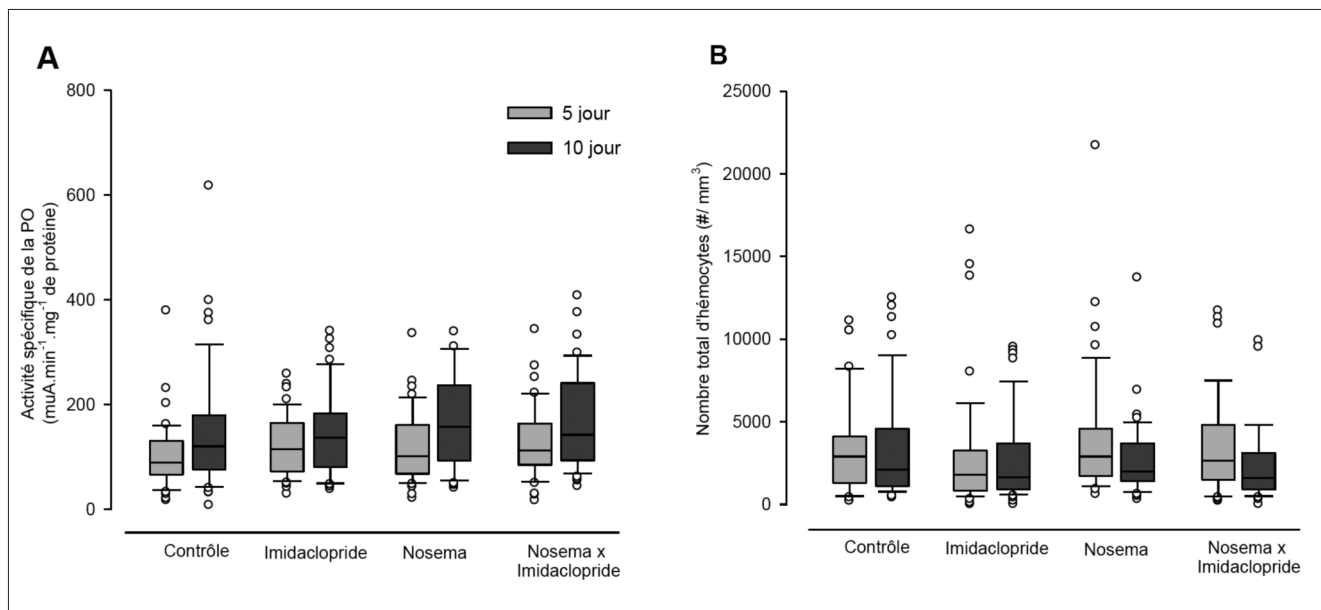 A
Activité spécifique de la PO
(muA.min⁻¹.mg⁻¹ de protéine)
800
600
400
200
0
5 jour
10 jour
Contrôle
Imidaclopride
Nosema
Nosema x
Imidaclopride
B
Nombre total d'hémocytes (#/ mm³)
25000
20000
15000
10000
5000
0
Contrôle
Imidaclopride
Nosema
Nosema x
Imidaclopride